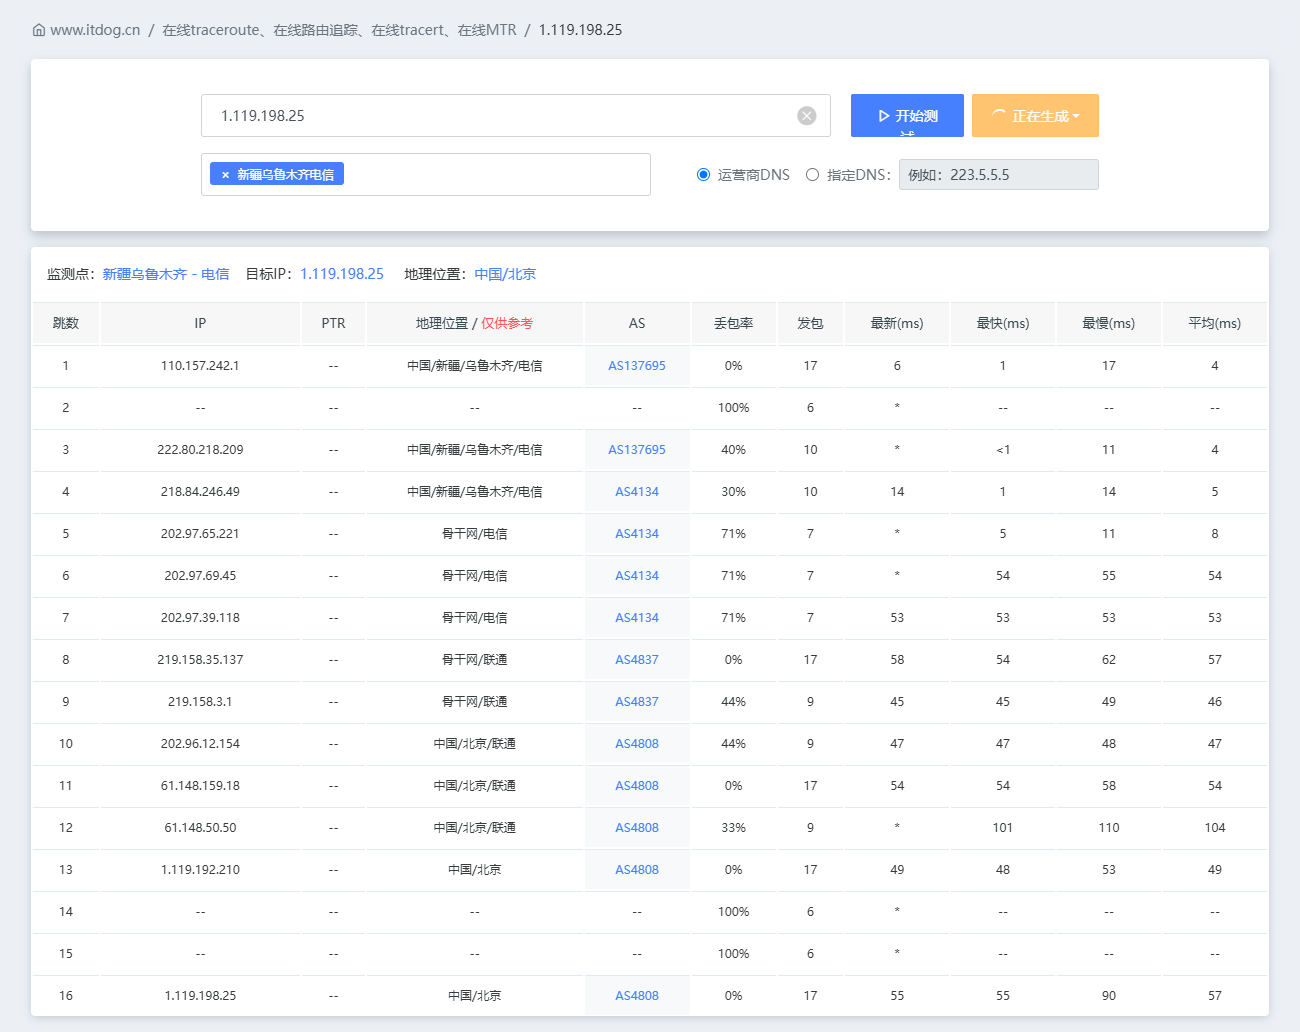 www.itdog.cn / 在线traceroute、在线路由追踪、在线tracert、在线MTR / 1.119.198.25
1.119.198.25 开始测试 正在生成
× 新疆乌鲁木齐电信 运营商DNS 指定DNS： 例如：223.5.5.5
监测点：新疆乌鲁木齐 - 电信 目标IP：1.119.198.25 地理位置：中国/北京
跳数 IP PTR 地理位置 / 仅供参考 AS 丢包率 发包 最新(ms) 最快(ms) 最慢(ms) 平均(ms)
1 110.157.242.1 -- 中国/新疆/乌鲁木齐/电信 AS137695 0% 17 6 1 17 4
2 -- -- -- -- 100% 6 * -- -- --
3 222.80.218.209 -- 中国/新疆/乌鲁木齐/电信 AS137695 40% 10 * <1 11 4
4 218.84.246.49 -- 中国/新疆/乌鲁木齐/电信 AS4134 30% 10 14 1 14 5
5 202.97.65.221 -- 骨干网/电信 AS4134 71% 7 * 5 11 8
6 202.97.69.45 -- 骨干网/电信 AS4134 71% 7 * 54 55 54
7 202.97.39.118 -- 骨干网/电信 AS4134 71% 7 53 53 53 53
8 219.158.35.137 -- 骨干网/联通 AS4837 0% 17 58 54 62 57
9 219.158.3.1 -- 骨干网/联通 AS4837 44% 9 45 45 49 46
10 202.96.12.154 -- 中国/北京/联通 AS4808 44% 9 47 47 48 47
11 61.148.159.18 -- 中国/北京/联通 AS4808 0% 17 54 54 58 54
12 61.148.50.50 -- 中国/北京/联通 AS4808 33% 9 * 101 110 104
13 1.119.192.210 -- 中国/北京 AS4808 0% 17 49 48 53 49
14 -- -- -- -- 100% 6 * -- -- --
15 -- -- -- -- 100% 6 * -- -- --
16 1.119.198.25 -- 中国/北京 AS4808 0% 17 55 55 90 57